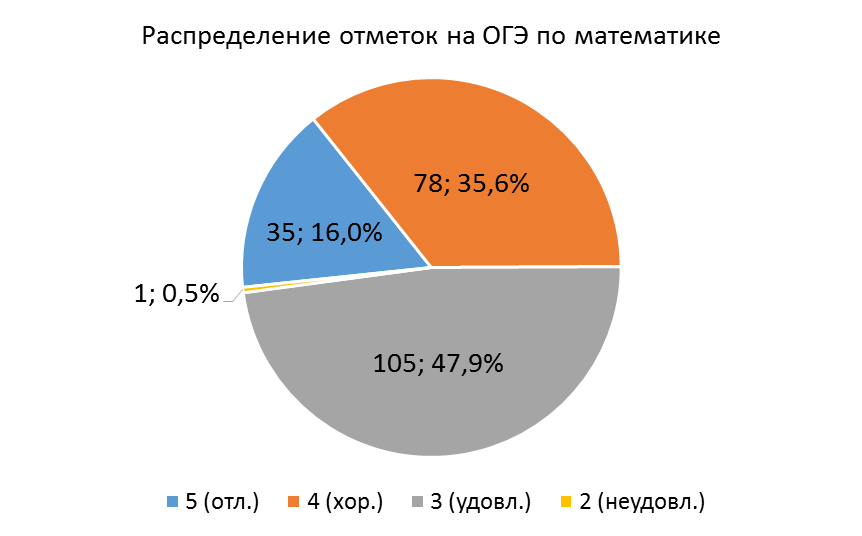 Распределение отметок на ОГЭ по математике
78; 35,6%
35; 16,0%
1; 0,5%
105; 47,9%
5 (отл.) 4 (хор.) 3 (удовл.) 2 (неудовл.)